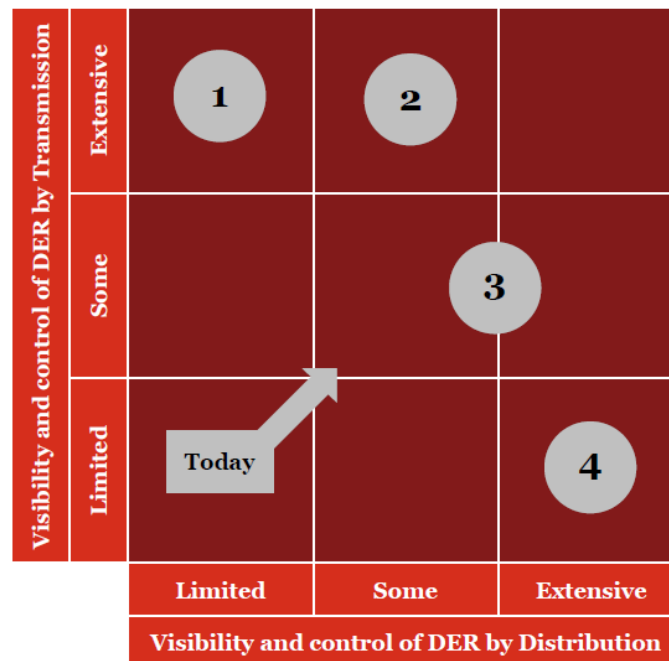 Visibility and control of DER by Transmission
Extensive
1
2
Some
3
Limited
Today
4
Limited
Some
Extensive
Visibility and control of DER by Distribution